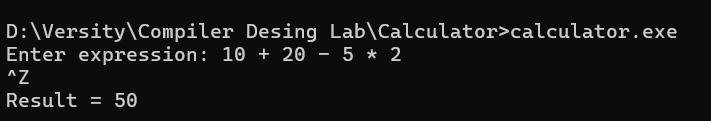 D:\Versity\Compiler Desing Lab\Calculator>calculator.exe
Enter expression: 10 + 20 - 5 * 2
^Z
Result = 50